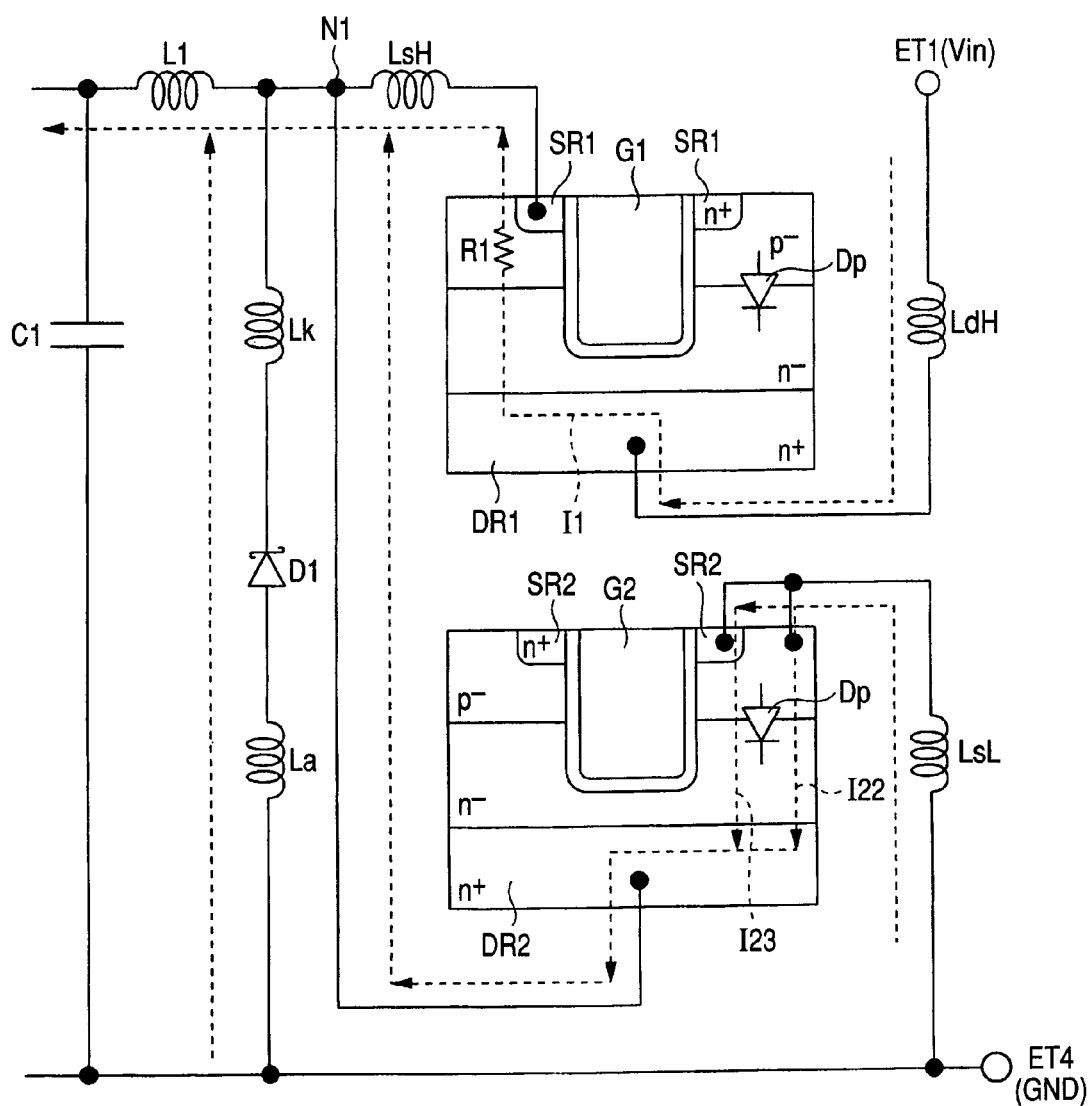 N1
L1
LsH
ET1(Vin)
SR1
G1
SR1
n+
R1
p−
Dp
C1
Lk
LdH
n−
n+
DR1
I1
D1
SR2
G2
SR2
n+
p−
Dp
La
LsL
n−
I22
n+
DR2
I23
ET4
(GND)